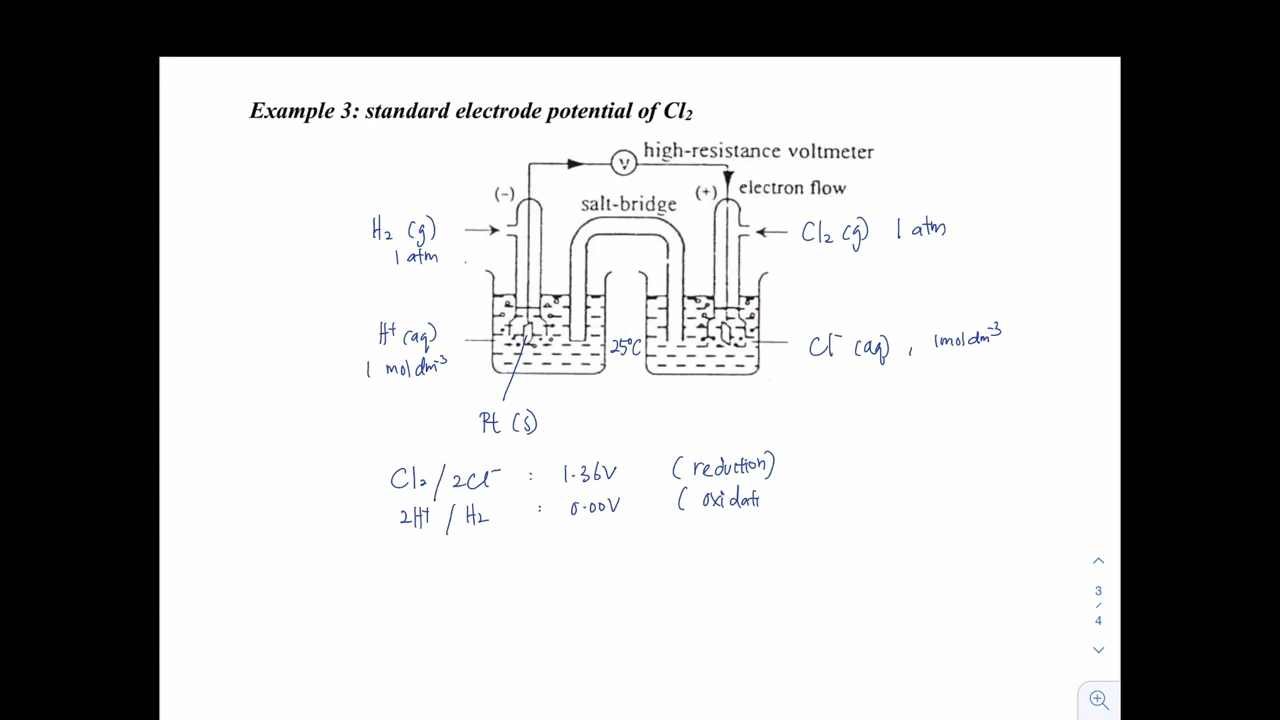 Example 3: standard electrode potential of Cl₂
high-resistance voltmeter
V
(-)
(+)
electron flow
salt-bridge
H₂ (g)
1 atm
Cl₂ (g) 1 atm
H⁺ (aq)
1 mol dm⁻³
25°C
Cl⁻ (aq) , 1mol dm⁻³
Pt (s)
Cl₂ / 2Cl⁻ : 1.36V (reduction)
2H⁺ / H₂ : 0.00V ( oxidati
3
/
4